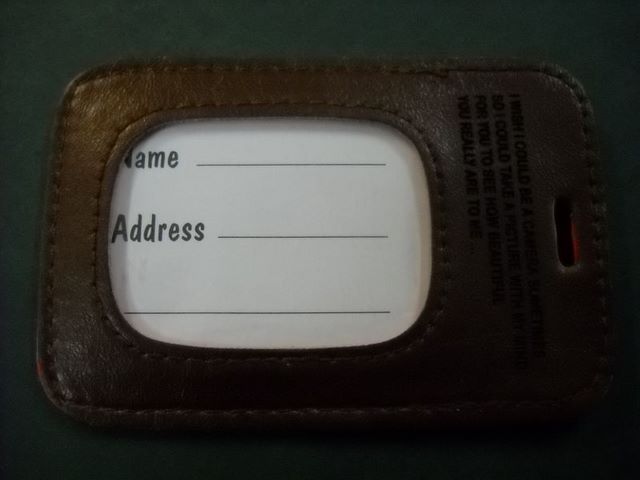 Name
Address
I WISH I COULD BE A CAMERA SOMETIMES
SO I COULD TAKE A PICTURE WITH MY MIND
FOR YOU TO SEE HOW BEAUTIFUL
YOU REALLY ARE TO ME...